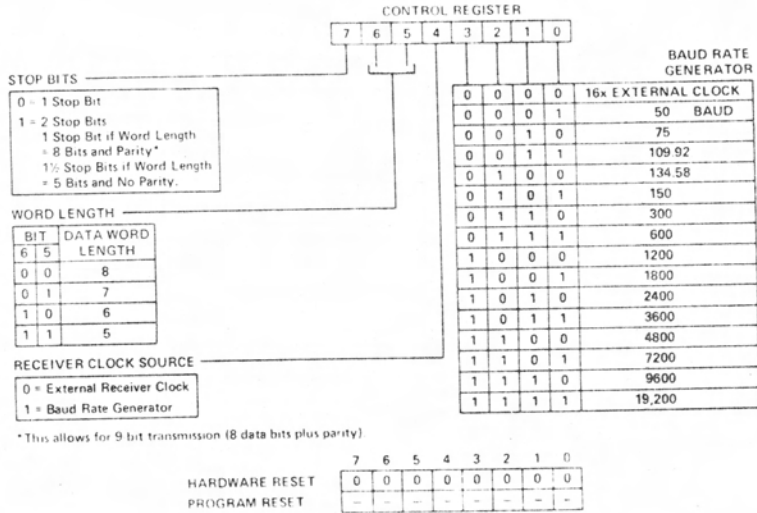 CONTROL REGISTER
7 6 5 4 3 2 1 0
STOP BITS
0 = 1 Stop Bit
1 = 2 Stop Bits
1 Stop Bit if Word Length
= 8 Bits and Parity*
1½ Stop Bits if Word Length
= 5 Bits and No Parity.
WORD LENGTH
BIT DATA WORD
6 5 LENGTH
0 0 8
0 1 7
1 0 6
1 1 5
RECEIVER CLOCK SOURCE
0 = External Receiver Clock
1 = Baud Rate Generator
BAUD RATE
GENERATOR
0 0 0 0 16x EXTERNAL CLOCK
0 0 0 1 50 BAUD
0 0 1 0 75
0 0 1 1 109.92
0 1 0 0 134.58
0 1 0 1 150
0 1 1 0 300
0 1 1 1 600
1 0 0 0 1200
1 0 0 1 1800
1 0 1 0 2400
1 0 1 1 3600
1 1 0 0 4800
1 1 0 1 7200
1 1 1 0 9600
1 1 1 1 19,200
*This allows for 9 bit transmission (8 data bits plus parity)
7 6 5 4 3 2 1 0
HARDWARE RESET 0 0 0 0 0 0 0 0
PROGRAM RESET – – – – – – – –